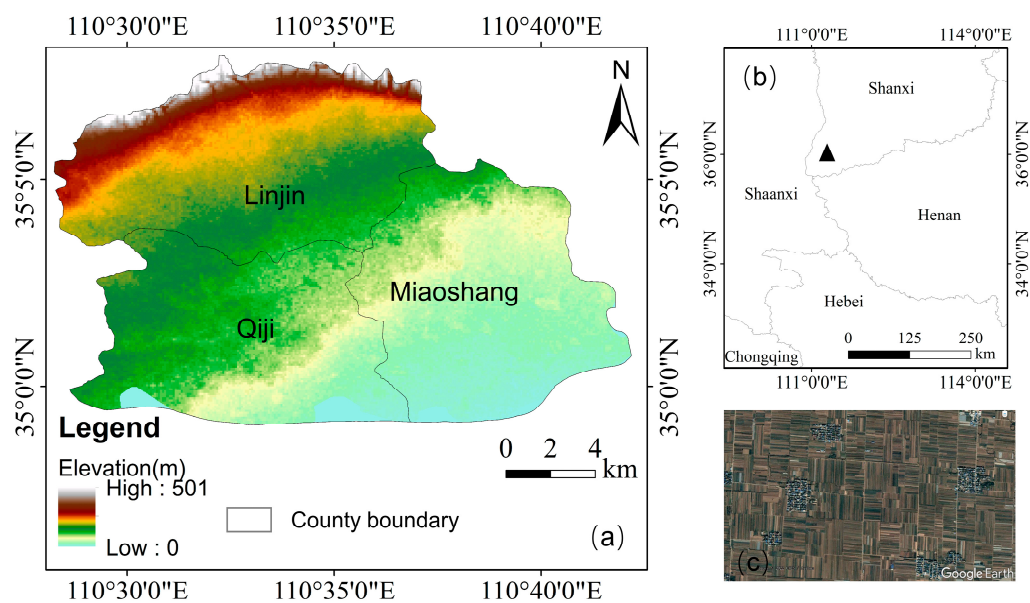 110°30'0"E 110°35'0"E 110°40'0"E
35°5'0"N
35°0'0"N
N
Linjin
Miaoshang
Qiji
35°5'0"N
35°0'0"N
Legend
Elevation(m)
High : 501
Low : 0
County boundary
0 2 4
km
(a)
110°30'0"E 110°35'0"E 110°40'0"E
111°0'0"E 114°0'0"E
(b)
Shanxi
36°0'0"N
36°0'0"N
Shaanxi
Henan
34°0'0"N
34°0'0"N
Hebei
0 125 250
km
Chongqing
111°0'0"E 114°0'0"E
(c)
Google Earth